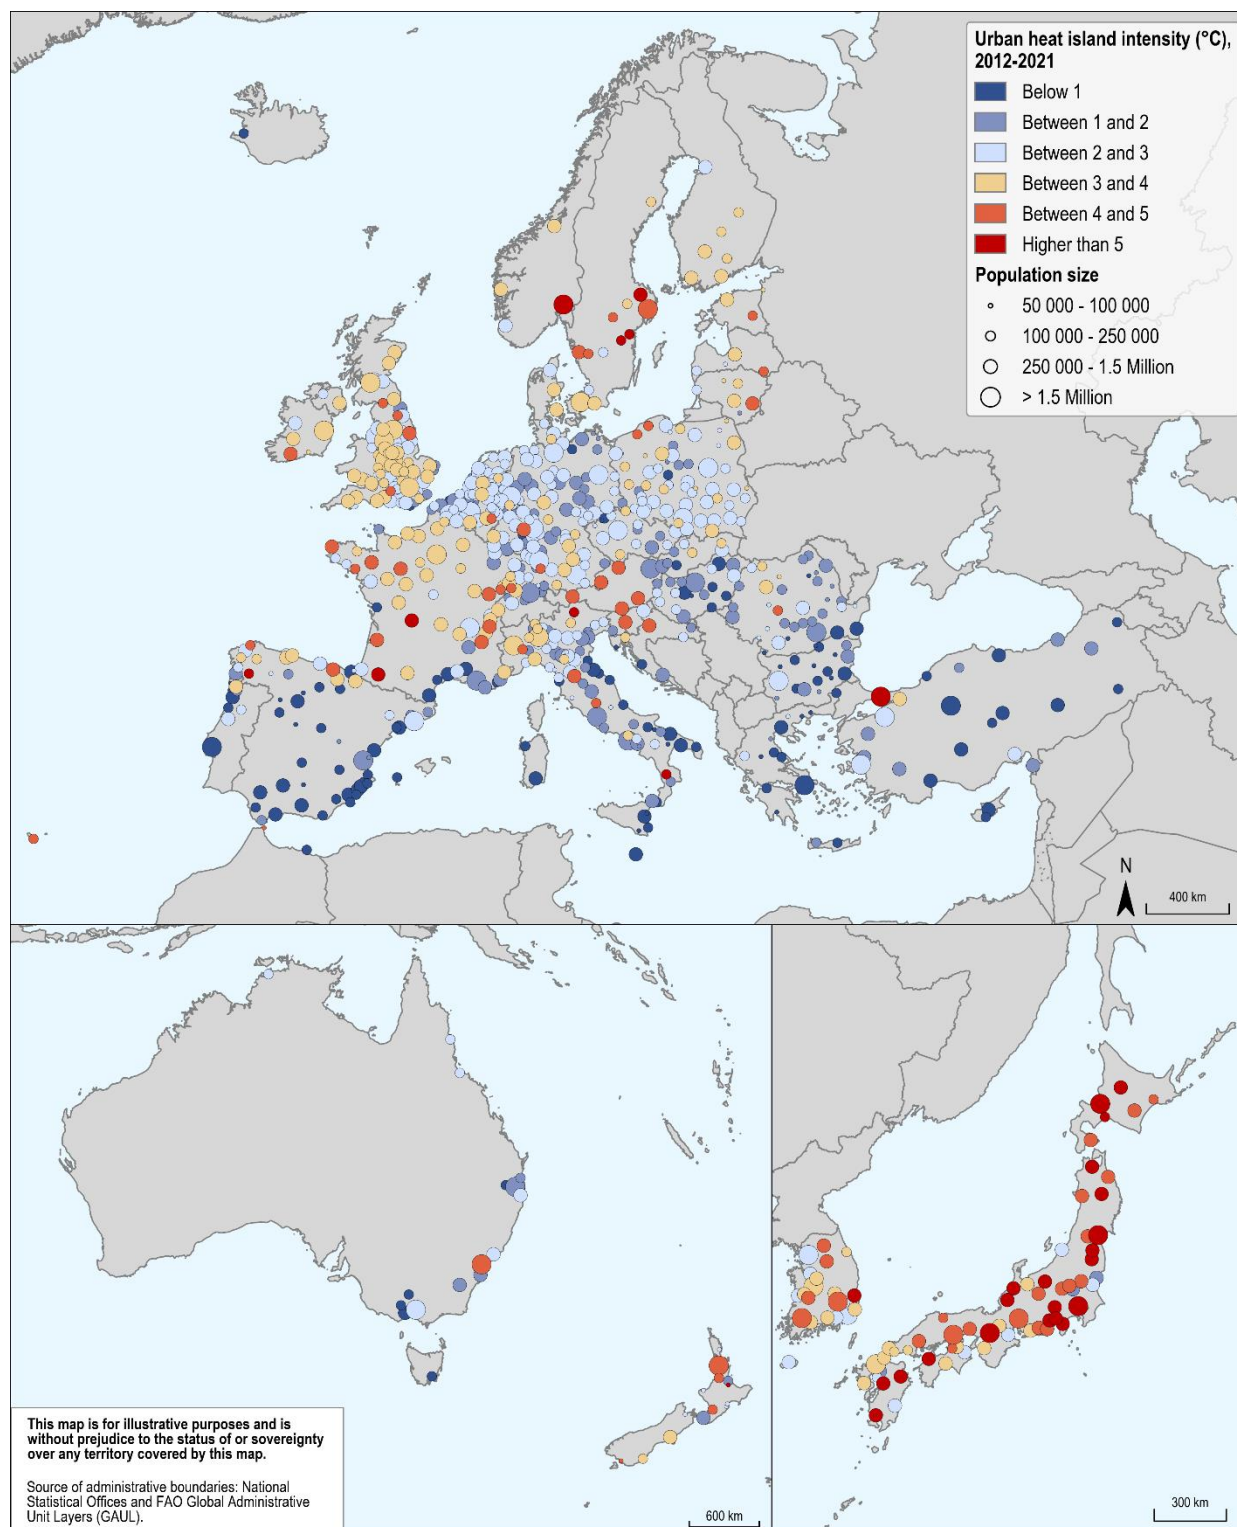 Urban heat island intensity (°C),
2012-2021
Below 1
Between 1 and 2
Between 2 and 3
Between 3 and 4
Between 4 and 5
Higher than 5
Population size
50 000 - 100 000
100 000 - 250 000
250 000 - 1.5 Million
> 1.5 Million
N
400 km
This map is for illustrative purposes and is
without prejudice to the status of or sovereignty
over any territory covered by this map.
Source of administrative boundaries: National
Statistical Offices and FAO Global Administrative
Unit Layers (GAUL).
600 km
300 km